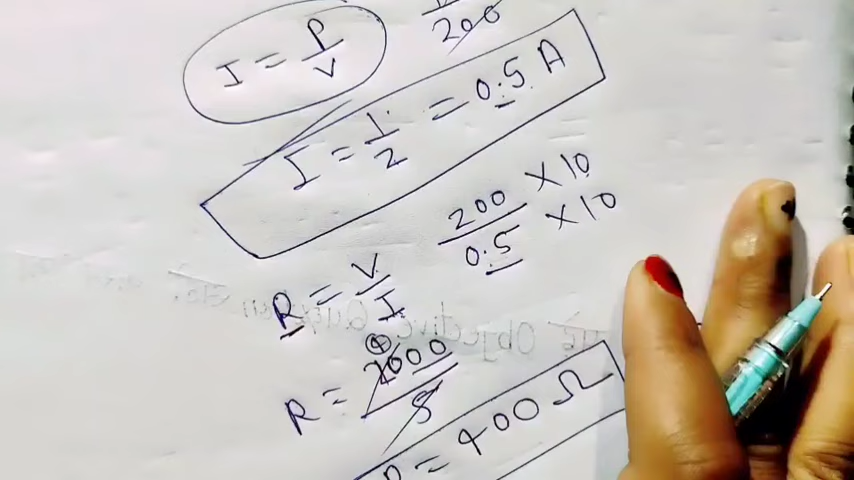 I = P/V
200
I = 1/2 = 0.5 A
200 × 10
0.5 × 10
R = V/I
R = 2000/5
= 400 Ω